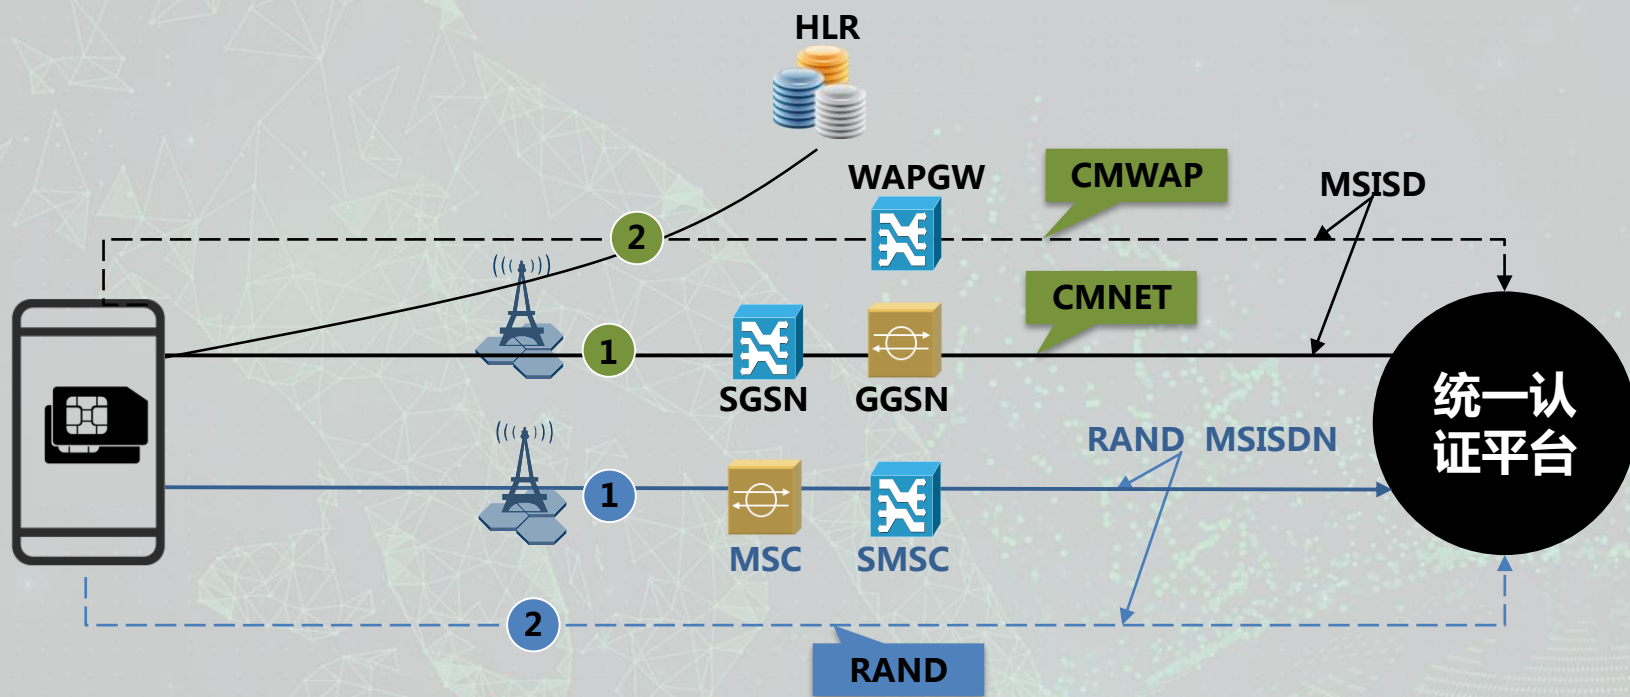 HLR
WAPGW
CMWAP
MSISD
2
CMNET
1
SGSN
GGSN
统一认
证平台
RAND MSISDN
1
MSC
SMSC
2
RAND